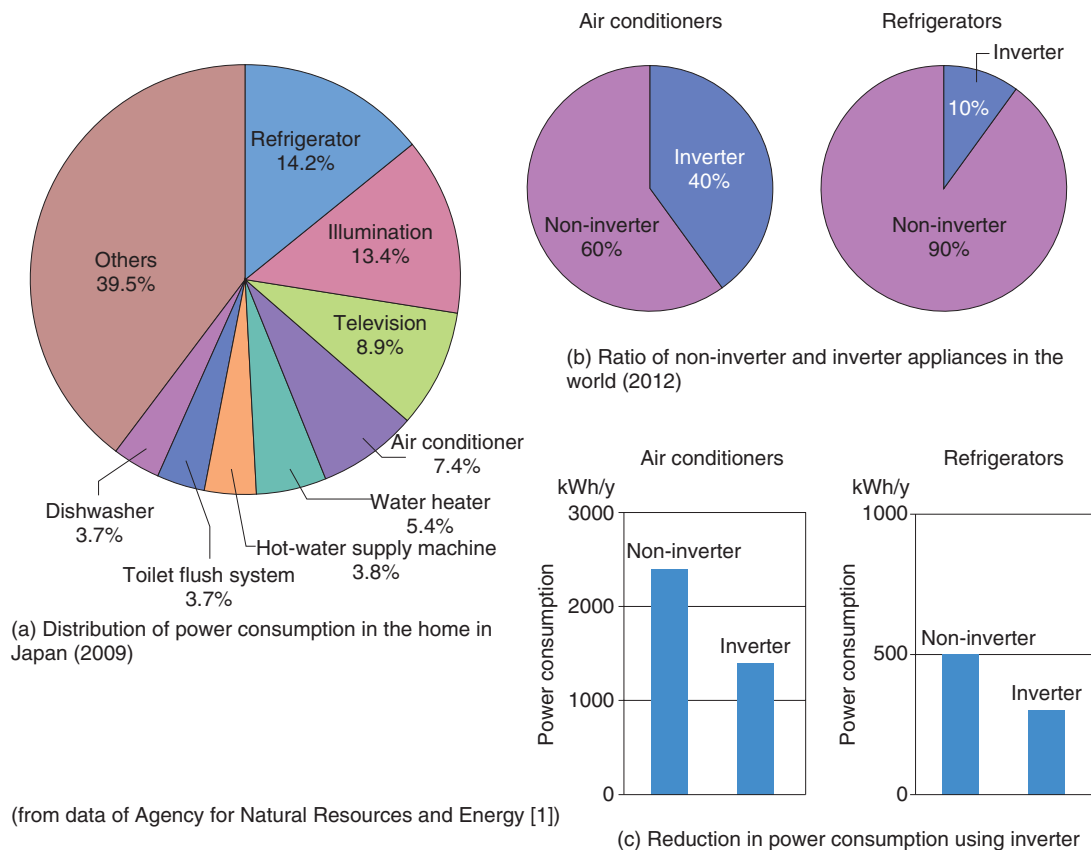 Refrigerator
14.2%
Illumination
13.4%
Television
8.9%
Air conditioner
7.4%
Water heater
5.4%
Hot-water supply machine
3.8%
Toilet flush system
3.7%
Dishwasher
3.7%
Others
39.5%
(a) Distribution of power consumption in the home in
Japan (2009)
(from data of Agency for Natural Resources and Energy [1])
Air conditioners
Inverter
40%
Non-inverter
60%
Refrigerators
Inverter
10%
Non-inverter
90%
(b) Ratio of non-inverter and inverter appliances in the
world (2012)
Air conditioners
kWh/y
3000
2000
1000
0
Power consumption
Non-inverter
Inverter
Refrigerators
kWh/y
1000
500
0
Power consumption
Non-inverter
Inverter
(c) Reduction in power consumption using inverter